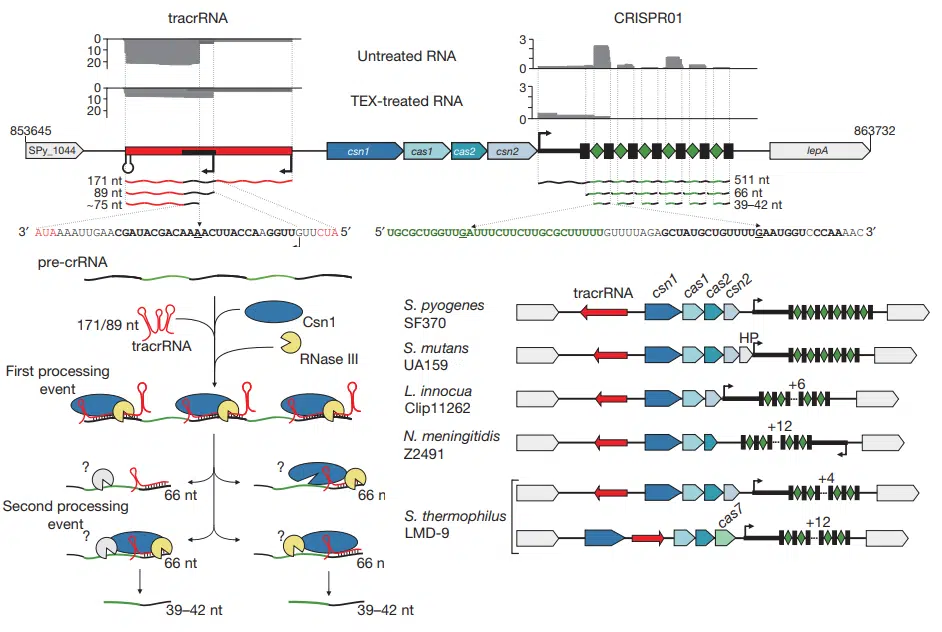 tracrRNA
CRISPR01
0
10
20
Untreated RNA
3
0
0
10
20
TEX-treated RNA
3
0
853645
863732
SPy_1044
csn1
cas1
cas2
csn2
lepA
171 nt
89 nt
~75 nt
511 nt
66 nt
39–42 nt
3′ AUAAAAUUGAACGAUACGACAAAACUUACCAAGGUUGUUCUA 5′
5′ UGCGCUGGUUGAUUUCUUCUUGCGCUUUUUGUUUUAGAGCUAUGCUGUUUUGAAUGGUCCCAAAAC 3′
pre-crRNA
171/89 nt
tracrRNA
Csn1
RNase III
First processing
event
?
66 nt
?
66 n
Second processing
event
?
66 nt
?
66 n
39–42 nt
39–42 nt
tracrRNA
csn1
cas1
cas2
csn2
S. pyogenes
SF370
S. mutans
UA159
HP
L. innocua
Clip11262
+6
N. meningitidis
Z2491
+12
S. thermophilus
LMD-9
+4
cas7
+12